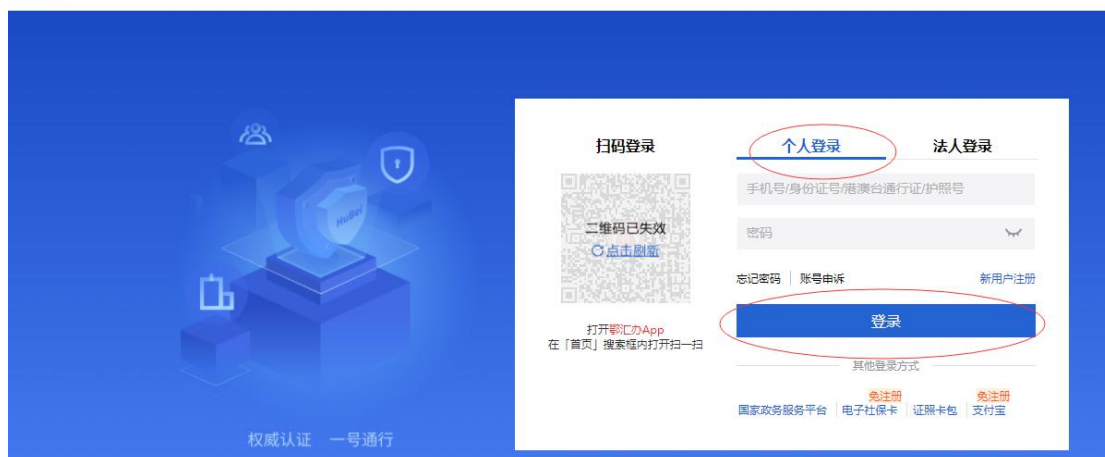 HuBei
权威认证 一号通行
扫码登录
二维码已失效
点击刷新
打开鄂汇办App
在「首页」搜索框内打开扫一扫
个人登录 法人登录
手机号/身份证号/港澳台通行证/护照号
密码
忘记密码 账号申诉 新用户注册
登录
其他登录方式
免注册 免注册
国家政务服务平台 电子社保卡 证照卡包 支付宝